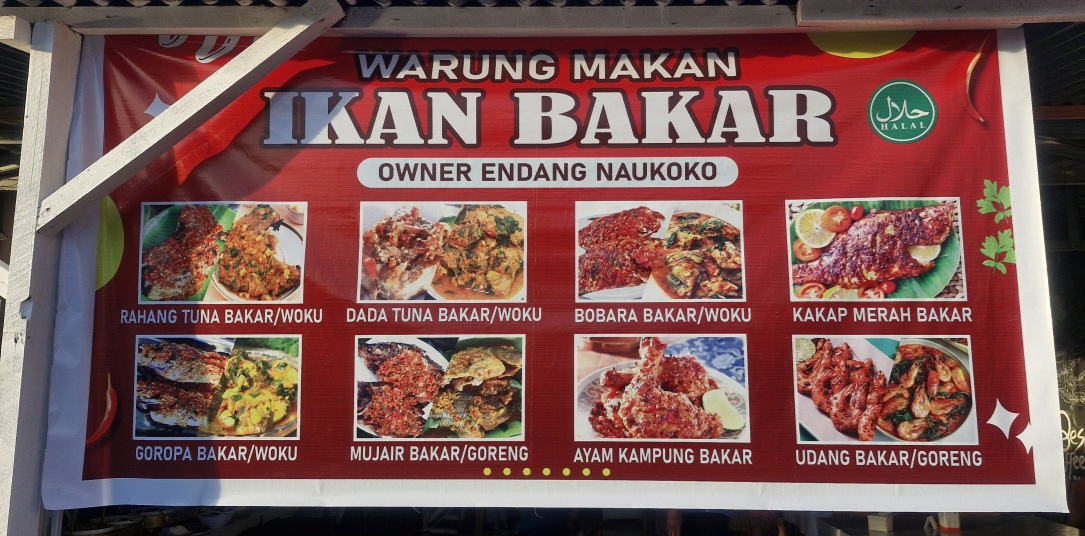 WARUNG MAKAN
IKAN BAKAR
حلال
HALAL
OWNER ENDANG NAUKOKO
RAHANG TUNA BAKAR/WOKU
DADA TUNA BAKAR/WOKU
BOBARA BAKAR/WOKU
KAKAP MERAH BAKAR
GOROPA BAKAR/WOKU
MUJAIR BAKAR/GORENG
AYAM KAMPUNG BAKAR
UDANG BAKAR/GORENG